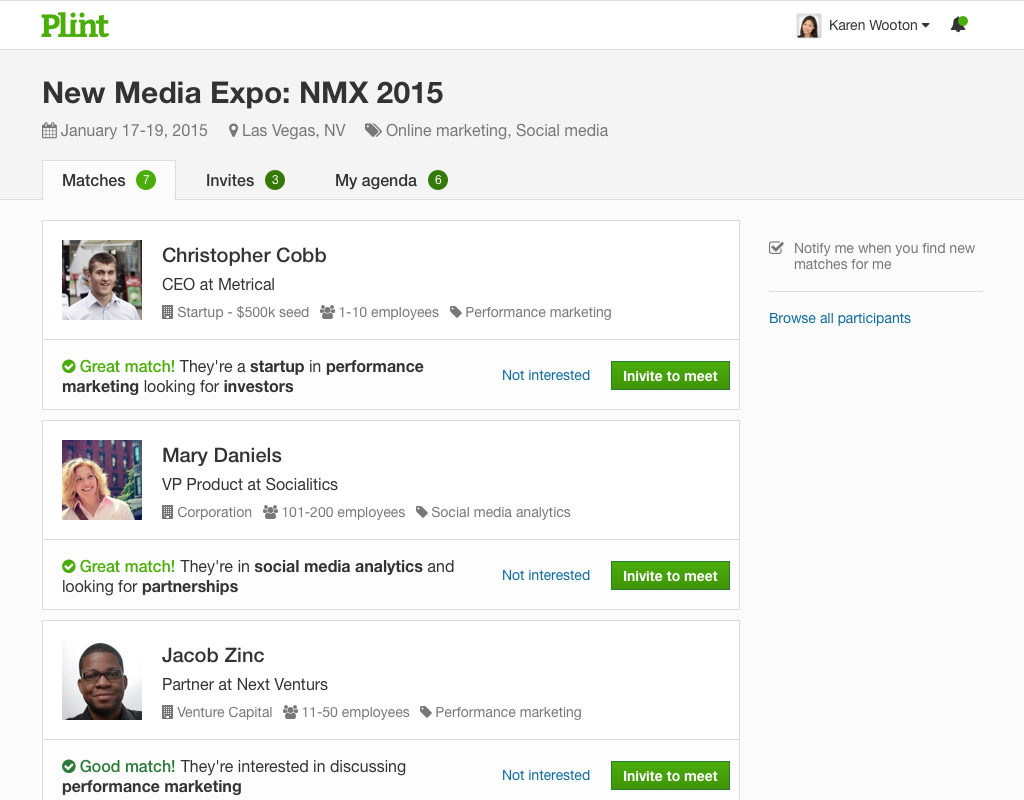 Plint
Karen Wooton
New Media Expo: NMX 2015
January 17-19, 2015 Las Vegas, NV Online marketing, Social media
Matches 7 Invites 3 My agenda 6
Christopher Cobb
CEO at Metrical
Startup - $500k seed 1-10 employees Performance marketing
Great match! They're a startup in performance
marketing looking for investors
Not interested
Inivite to meet
Notify me when you find new
matches for me
Browse all participants
Mary Daniels
VP Product at Socialitics
Corporation 101-200 employees Social media analytics
Great match! They're in social media analytics and
looking for partnerships
Not interested
Inivite to meet
Jacob Zinc
Partner at Next Venturs
Venture Capital 11-50 employees Performance marketing
Good match! They're interested in discussing
performance marketing
Not interested
Inivite to meet